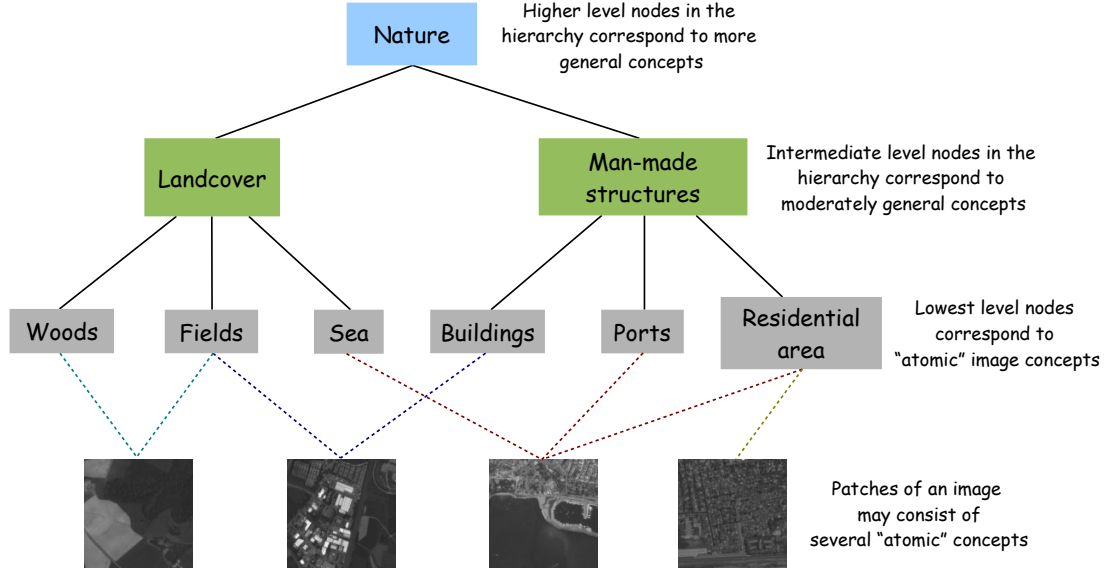 Nature
Higher level nodes in the
hierarchy correspond to more
general concepts
Landcover
Man-made
structures
Intermediate level nodes in the
hierarchy correspond to
moderately general concepts
Woods
Fields
Sea
Buildings
Ports
Residential
area
Lowest level nodes
correspond to
“atomic” image concepts
Patches of an image
may consist of
several “atomic” concepts